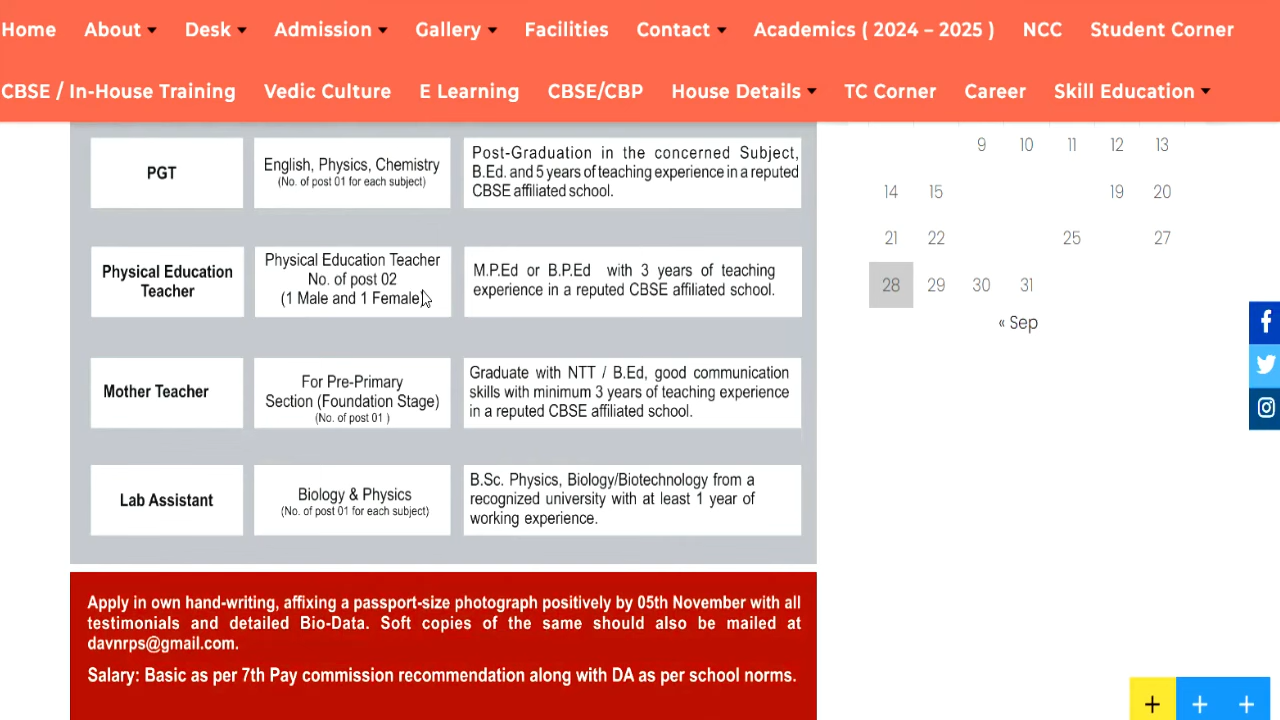 Home About Desk Admission Gallery Facilities Contact Academics ( 2024 – 2025 ) NCC Student Corner
CBSE / In-House Training Vedic Culture E Learning CBSE/CBP House Details TC Corner Career Skill Education
PGT
English, Physics, Chemistry
(No. of post 01 for each subject)
Post-Graduation in the concerned Subject,
B.Ed. and 5 years of teaching experience in a reputed
CBSE affiliated school.
Physical Education
Teacher
Physical Education Teacher
No. of post 02
(1 Male and 1 Female)
M.P.Ed or B.P.Ed with 3 years of teaching
experience in a reputed CBSE affiliated school.
Mother Teacher
For Pre-Primary
Section (Foundation Stage)
(No. of post 01 )
Graduate with NTT / B.Ed, good communication
skills with minimum 3 years of teaching experience
in a reputed CBSE affiliated school.
Lab Assistant
Biology & Physics
(No. of post 01 for each subject)
B.Sc. Physics, Biology/Biotechnology from a
recognized university with at least 1 year of
working experience.
Apply in own hand-writing, affixing a passport-size photograph positively by 05th November with all
testimonials and detailed Bio-Data. Soft copies of the same should also be mailed at
davnrps@gmail.com.
Salary: Basic as per 7th Pay commission recommendation along with DA as per school norms.
9 10 11 12 13
14 15 19 20
21 22 25 27
28 29 30 31
« Sep